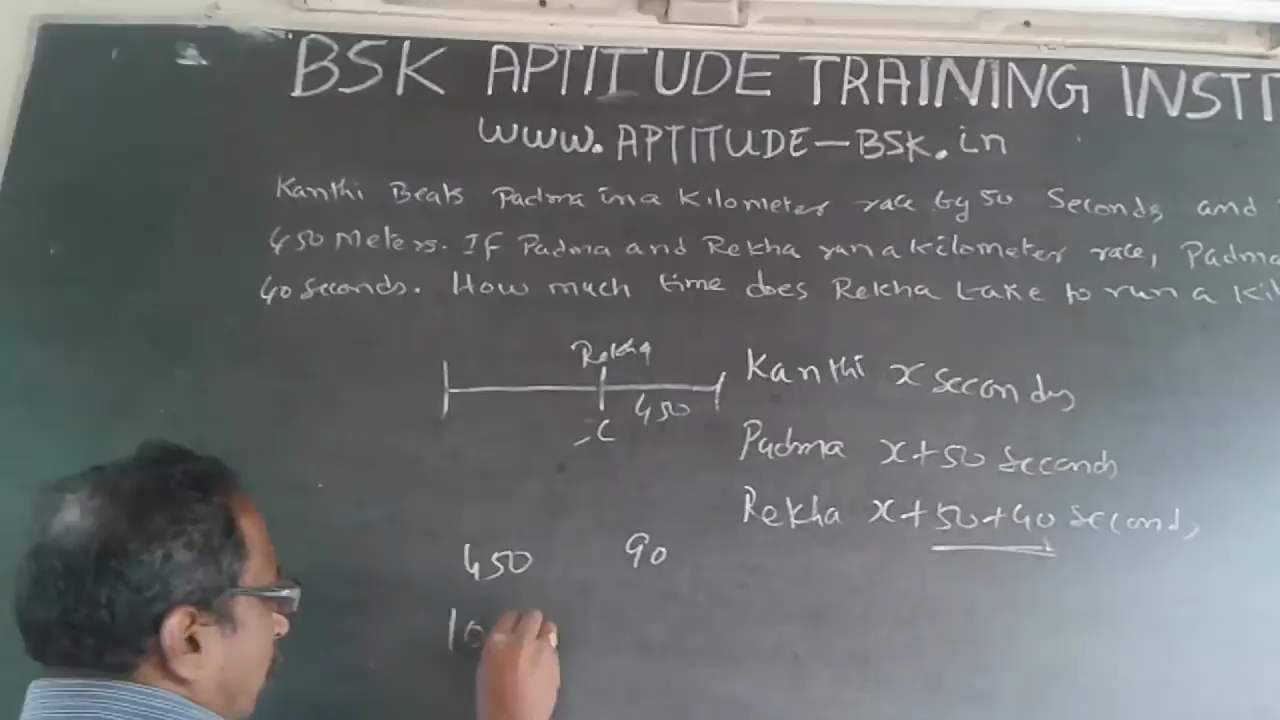 BSK APTITUDE TRAINING INSTI
www.APTITUDE-BSK.in
Kanthi Beats Padma in a Kilometer race by 50 Seconds and
450 Meters. If Padma and Rekha run a kilometer race, Padma
40 Seconds. How much time does Rekha take to run a Kil
Rekha
450
C
Kanthi x Seconds
Padma x+50 Seconds
Rekha x+50+40 Seconds
450 90
10